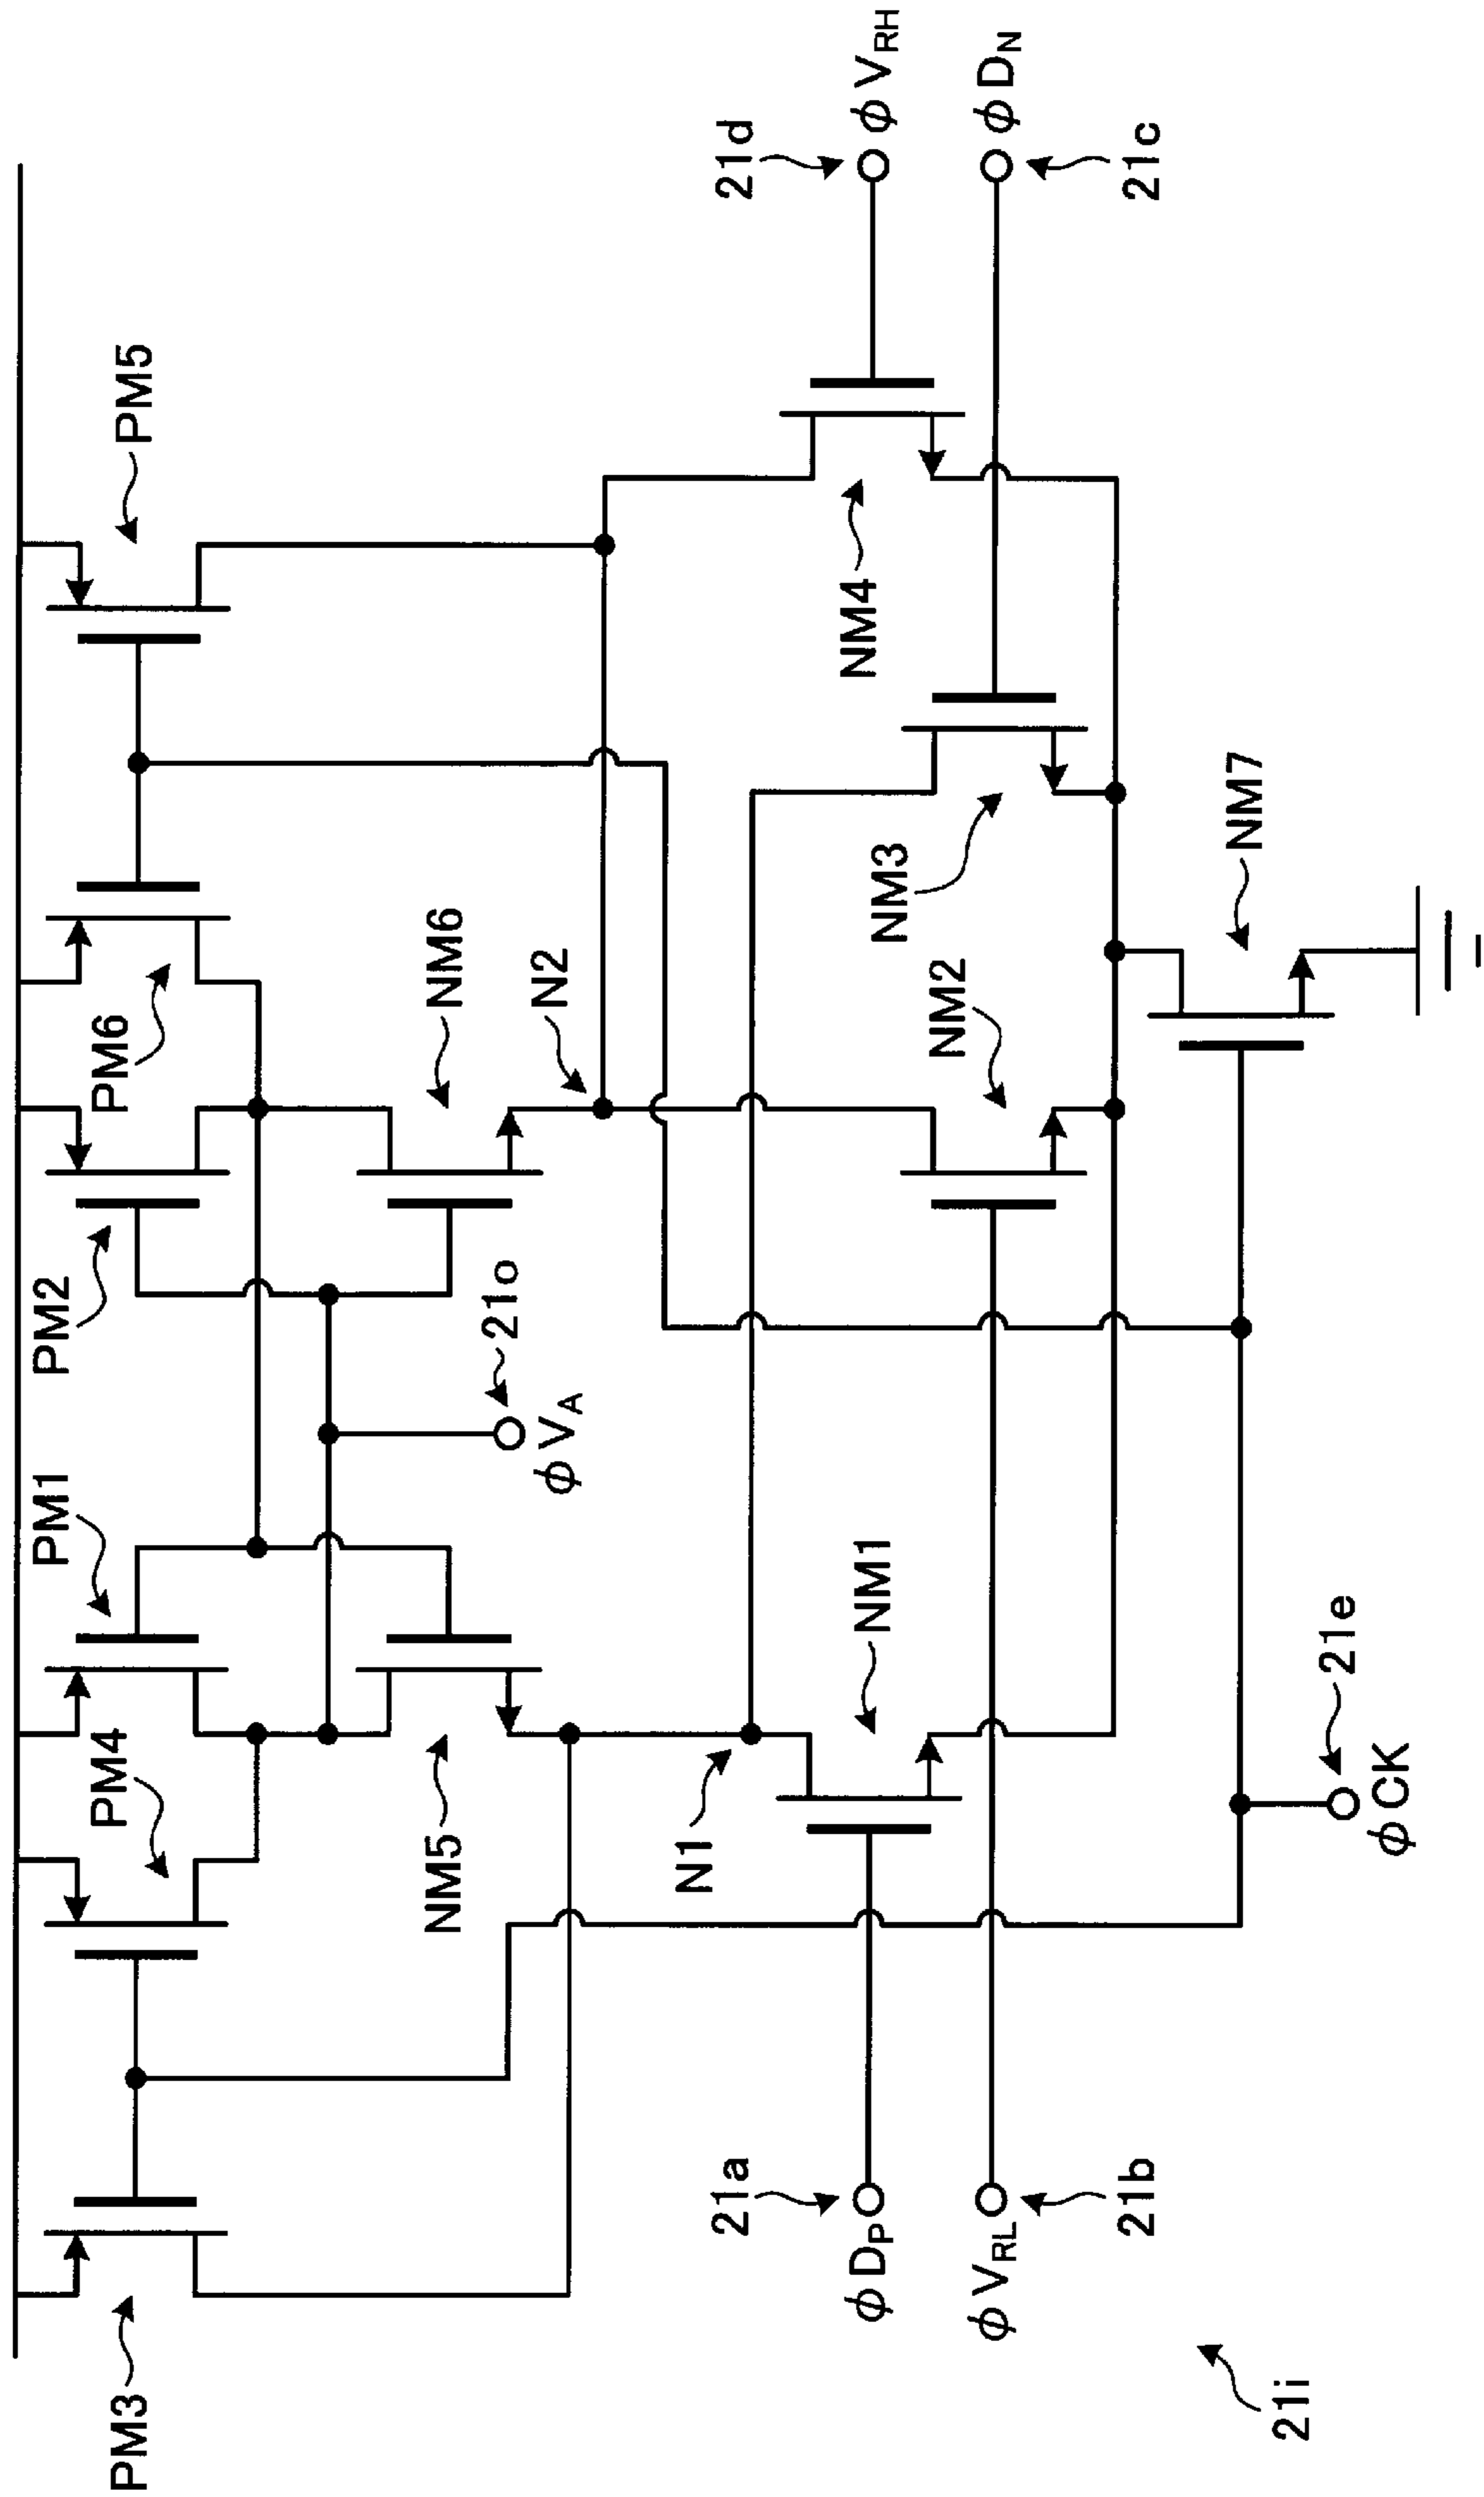 PM3
PM4
PM1
PM2
PM6
PM5
NM5
21o
φVA
NM6
N2
N1
NM1
NM2
NM3
NM4
21a
φDP
φVRL
21b
21d
φVRH
φDN
21c
NM7
21e
φCK
21i